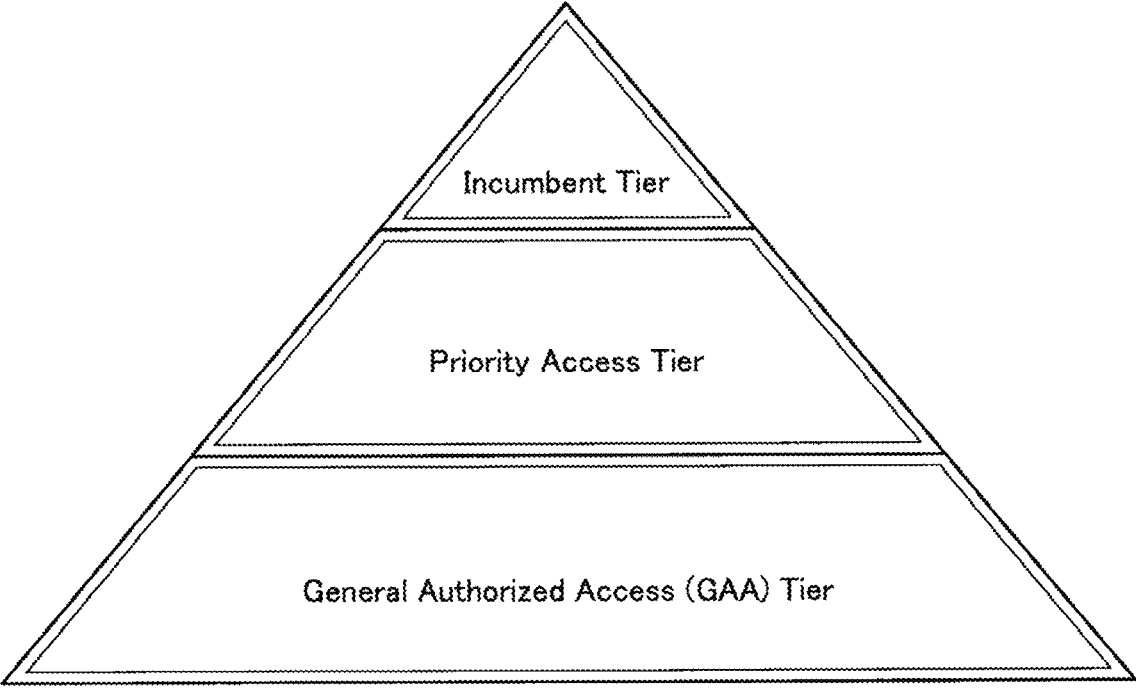 Incumbent Tier
Priority Access Tier
General Authorized Access (GAA) Tier